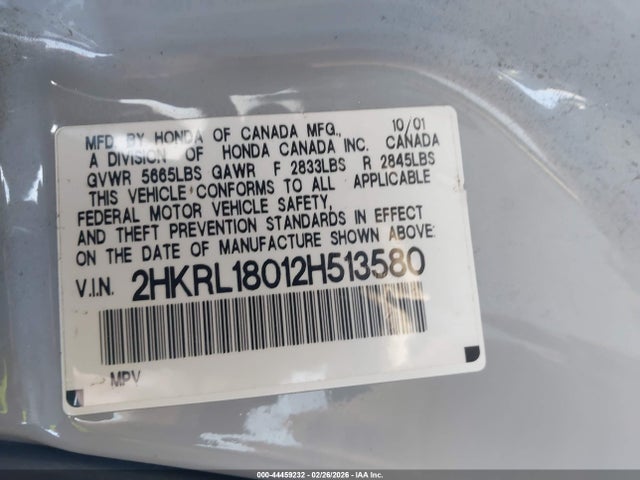 MFD BY HONDA OF CANADA MFG., 10/01
A DIVISION OF HONDA CANADA INC. CANADA
GVWR 5665LBS GAWR F 2833LBS R 2845LBS
THIS VEHICLE CONFORMS TO ALL APPLICABLE
FEDERAL MOTOR VEHICLE SAFETY,
AND THEFT PREVENTION STANDARDS IN EFFECT
ON THE DATE OF MANUFACTURE SHOWN ABOVE:
V.I.N. 2HKRL18012H513580
MPV
000-44459232 - 02/26/2026 - IAA Inc.